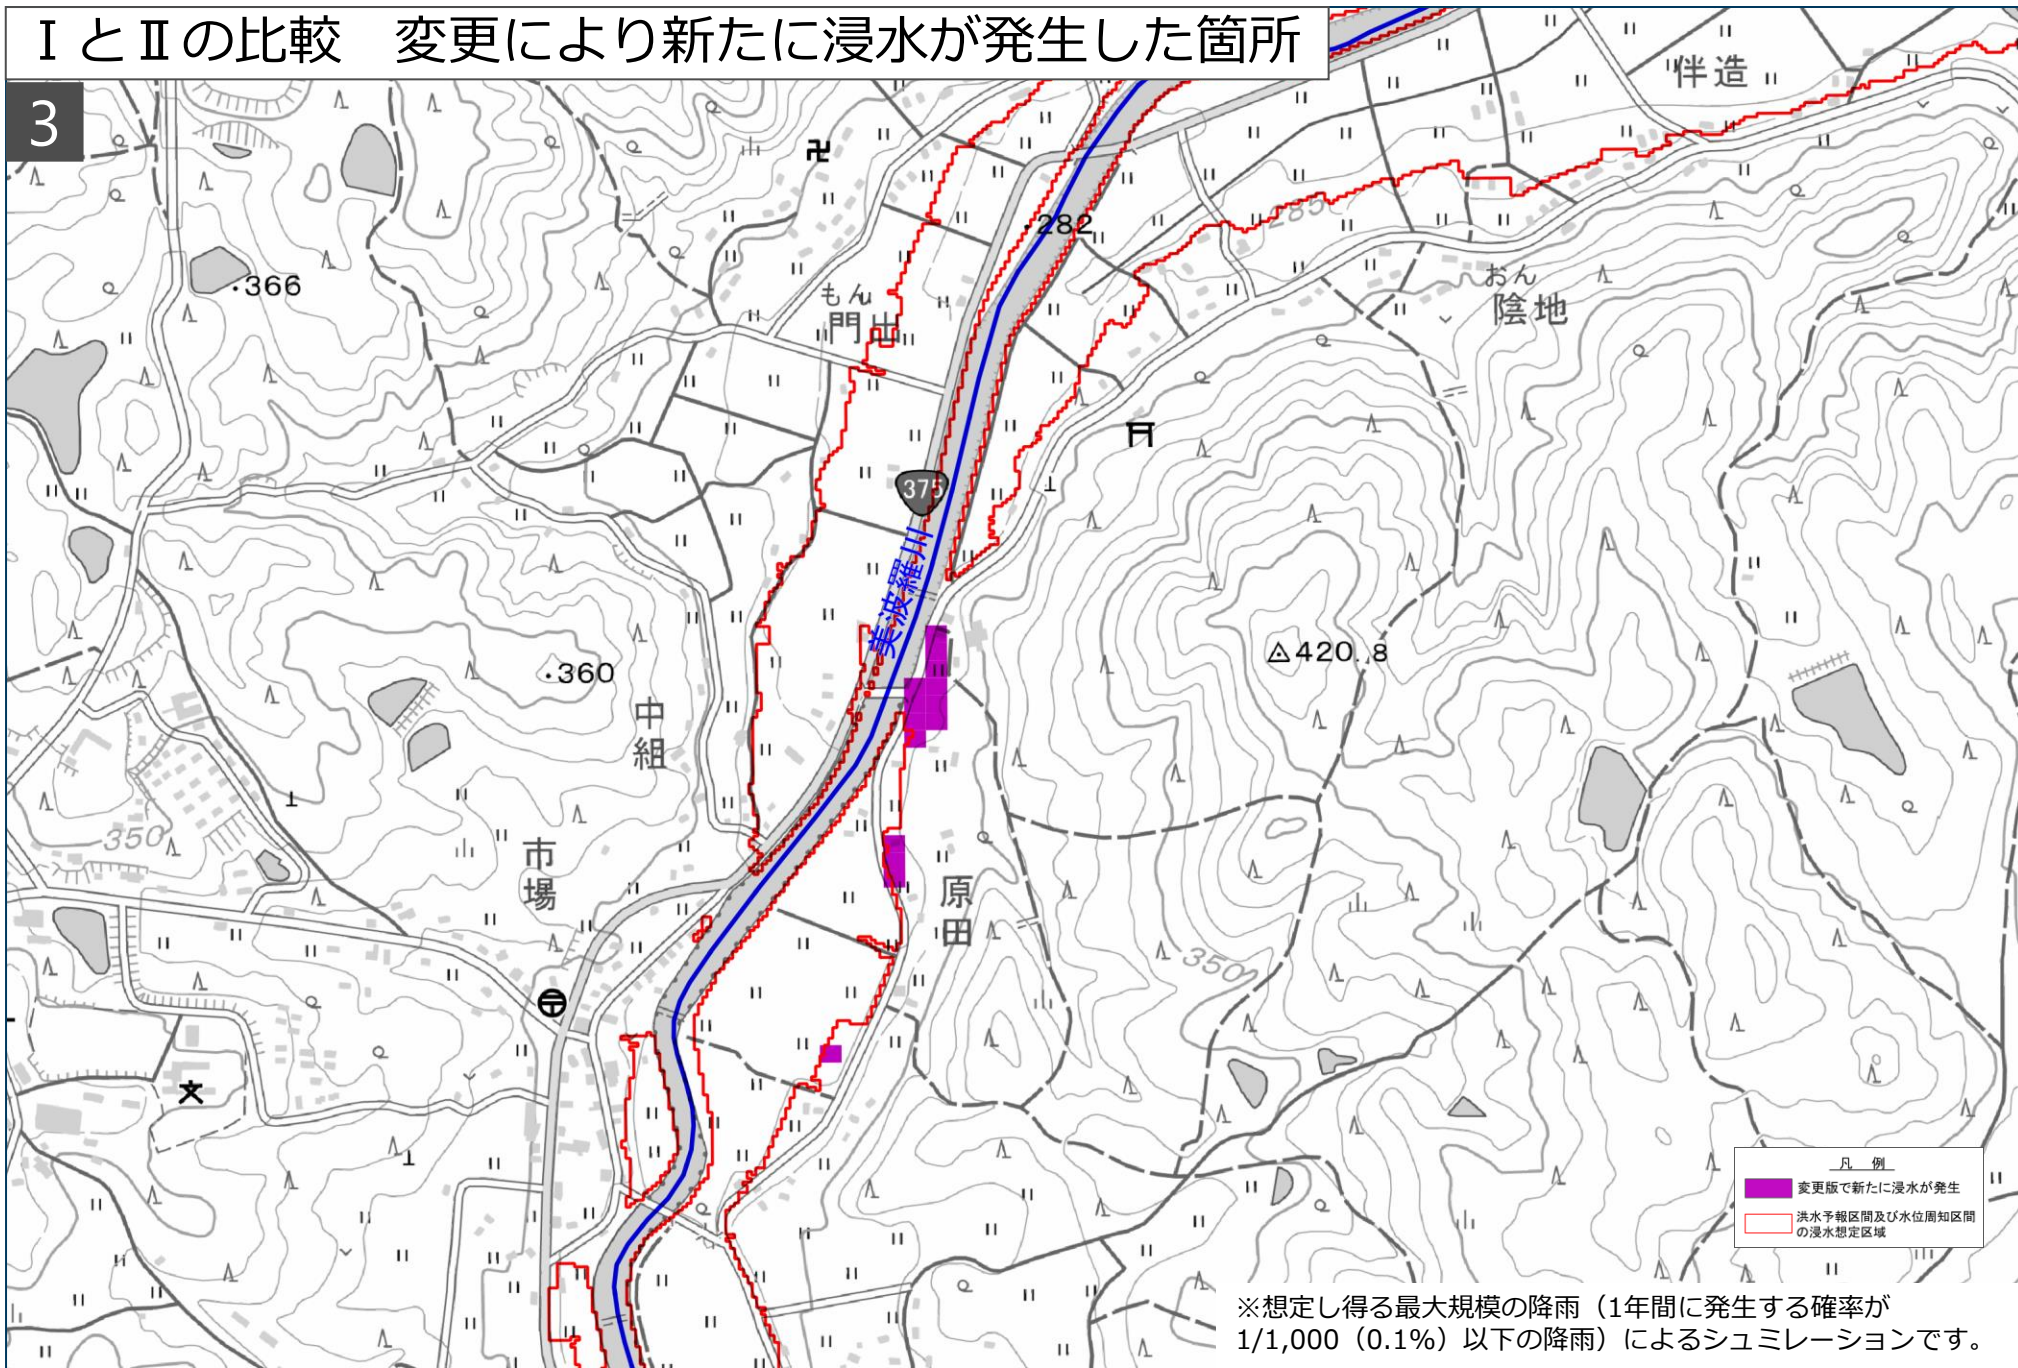 ⅠとⅡの比較　変更により新たに浸水が発生した箇所
3
伴造
282
285
・366
もんで
門出
おん
陰地
375
美波羅川
・360
420.8
中組
350
市場
原田
350
凡　例
変更版で新たに浸水が発生
洪水予報区間及び水位周知区間
の浸水想定区域
※想定し得る最大規模の降雨（1年間に発生する確率が
1/1,000（0.1%）以下の降雨）によるシュミレーションです。